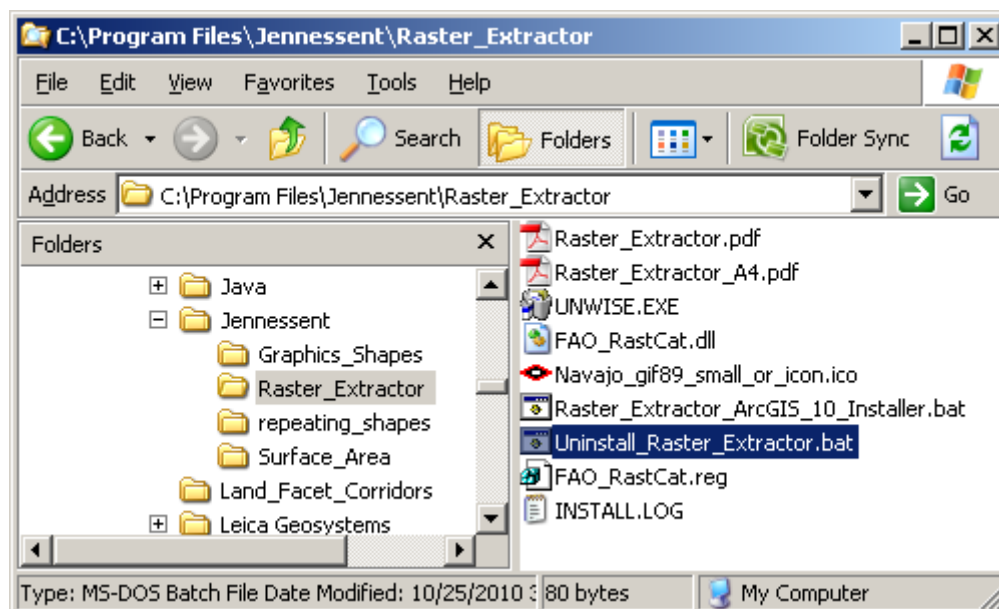 C:\Program Files\Jennessent\Raster_Extractor
File Edit View Favorites Tools Help
Back Search Folders Folder Sync
Address C:\Program Files\Jennessent\Raster_Extractor Go
Folders
Java
Jennessent
Graphics_Shapes
Raster_Extractor
repeating_shapes
Surface_Area
Land_Facet_Corridors
Leica Geosystems
Raster_Extractor.pdf
Raster_Extractor_A4.pdf
UNWISE.EXE
FAO_RastCat.dll
Navajo_gif89_small_or_icon.ico
Raster_Extractor_ArcGIS_10_Installer.bat
Uninstall_Raster_Extractor.bat
FAO_RastCat.reg
INSTALL.LOG
Type: MS-DOS Batch File Date Modified: 10/25/2010 3 80 bytes My Computer